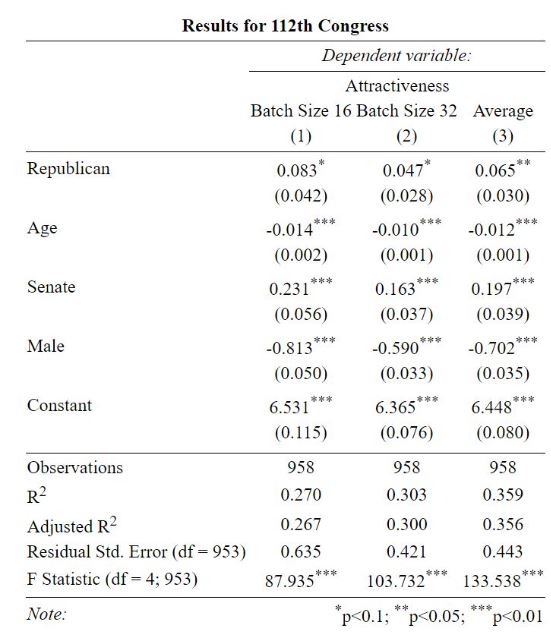 Results for 112th Congress
Dependent variable:
Attractiveness
Batch Size 16 Batch Size 32 Average
(1) (2) (3)
Republican 0.083* 0.047* 0.065**
(0.042) (0.028) (0.030)
Age -0.014*** -0.010*** -0.012***
(0.002) (0.001) (0.001)
Senate 0.231*** 0.163*** 0.197***
(0.056) (0.037) (0.039)
Male -0.813*** -0.590*** -0.702***
(0.050) (0.033) (0.035)
Constant 6.531*** 6.365*** 6.448***
(0.115) (0.076) (0.080)
Observations 958 958 958
R2 0.270 0.303 0.359
Adjusted R2 0.267 0.300 0.356
Residual Std. Error (df = 953) 0.635 0.421 0.443
F Statistic (df = 4; 953) 87.935*** 103.732*** 133.538***
Note: *p<0.1; **p<0.05; ***p<0.01